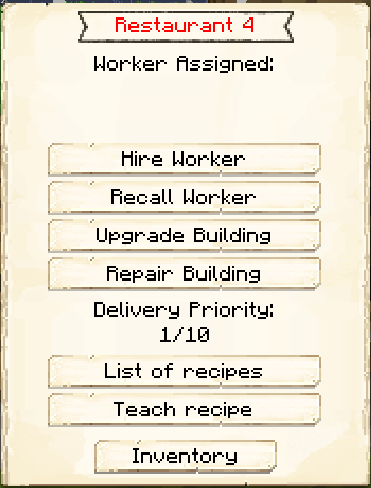 Restaurant 4
Worker Assigned:
Hire Worker
Recall Worker
Upgrade Building
Repair Building
Delivery Priority:
1/10
List of recipes
Teach recipe
Inventory